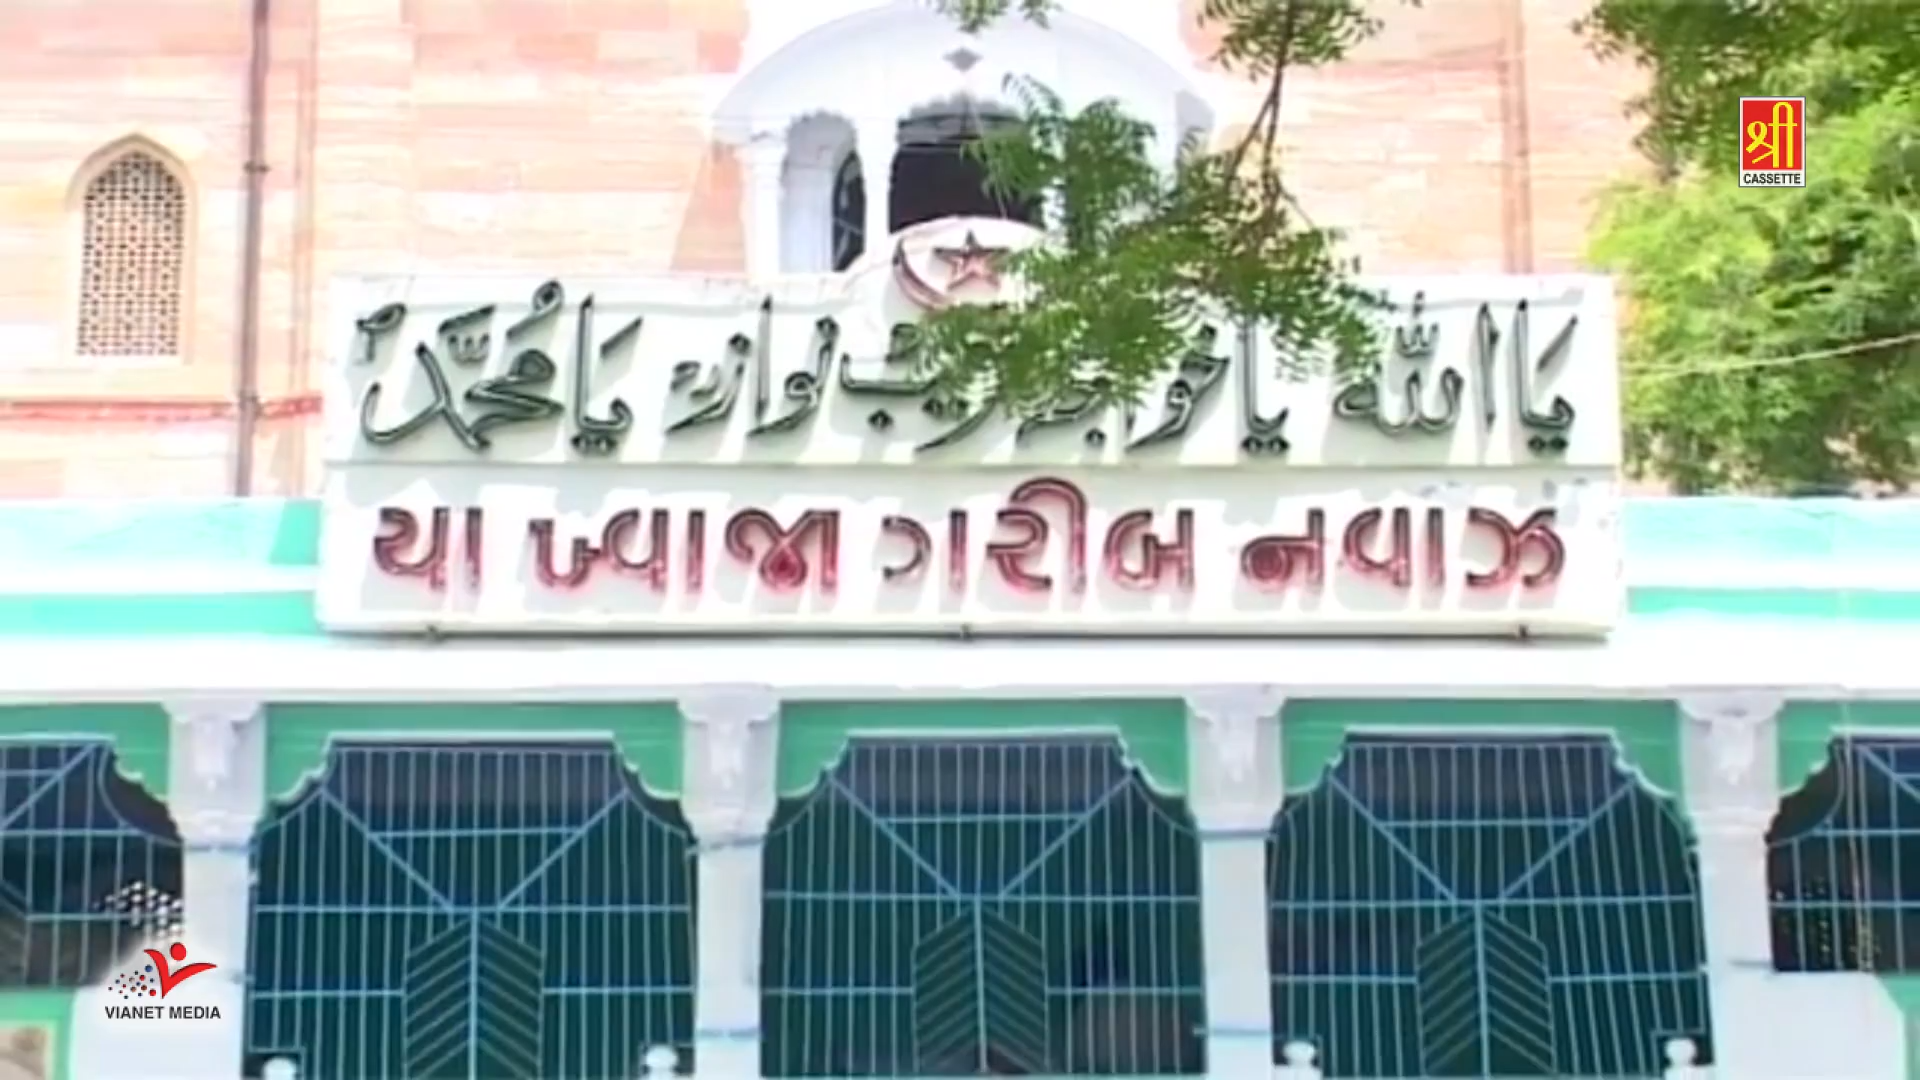 श्री
CASSETTE
یا اللہ یا خواجہ غریب نواز یا محمد
યા ખ્વાજા ગરીબ નવાઝ
VIANET MEDIA